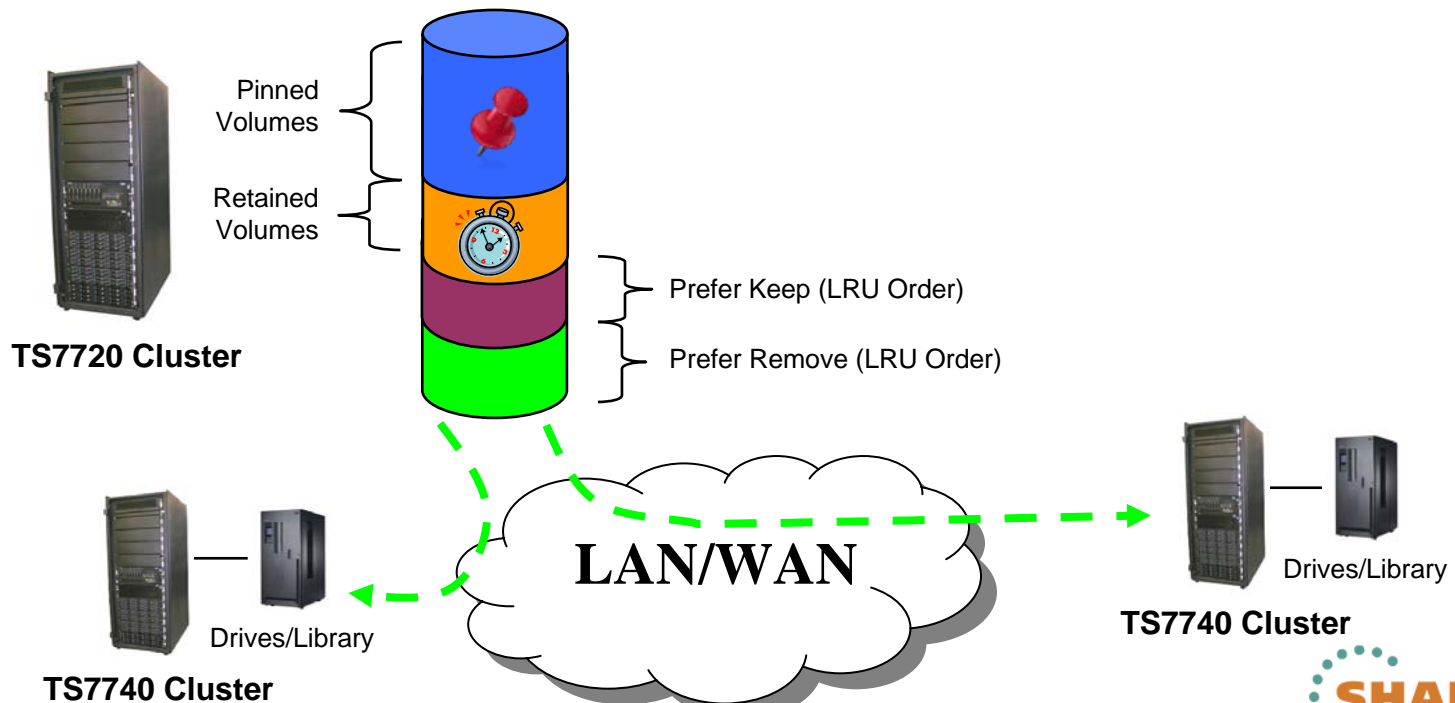 Pinned
Volumes
Retained
Volumes
Prefer Keep (LRU Order)
TS7720 Cluster
Prefer Remove (LRU Order)
LAN/WAN
Drives/Library
Drives/Library
TS7740 Cluster
TS7740 Cluster